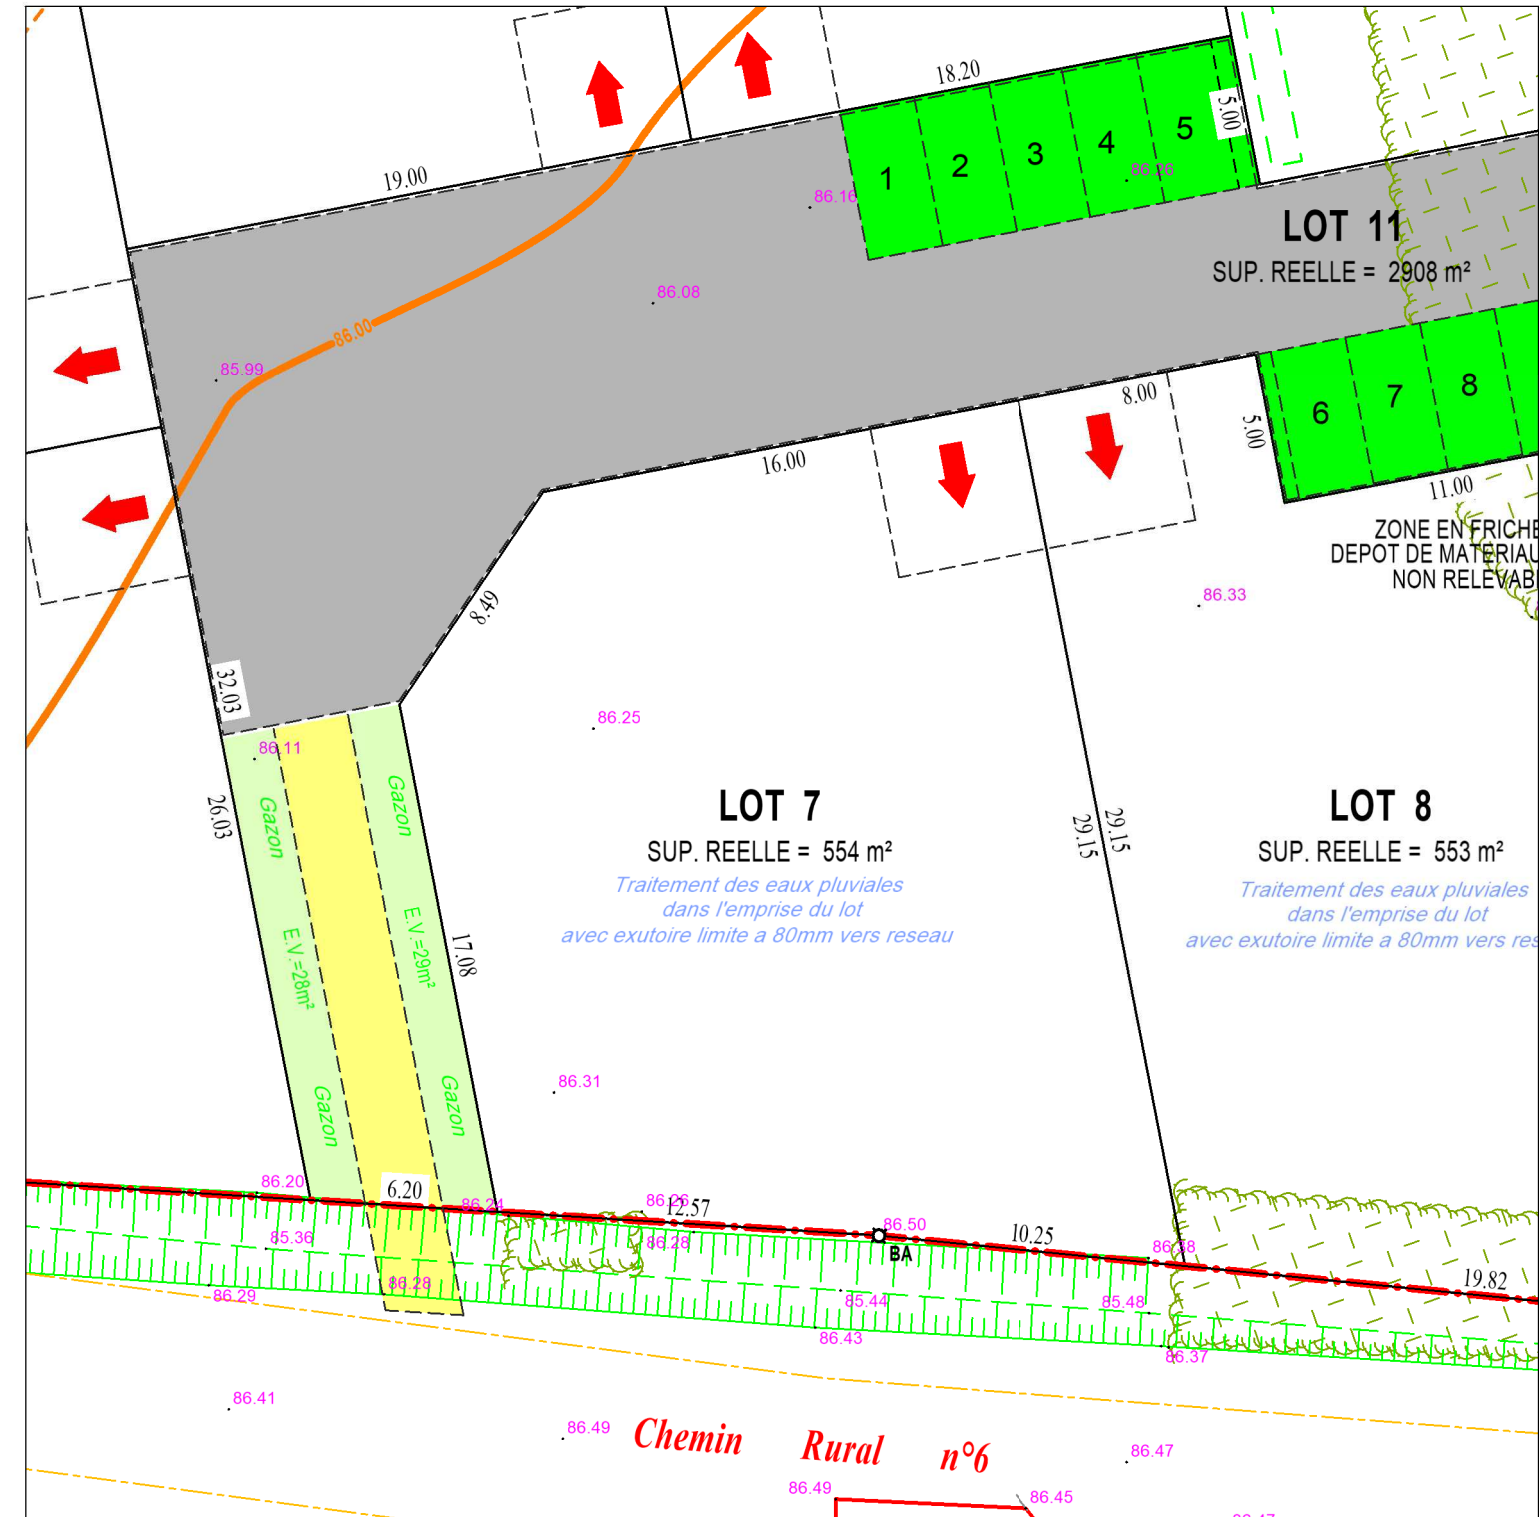 18.20
5.00
19.00
1
2
3
4
5
86.26
86.16
LOT 11
SUP. REELLE = 2908 m²
86.08
86.00
85.99
8.00
6
7
8
5.00
16.00
11.00
ZONE EN FRICHE
DEPOT DE MATERIAU
NON RELEVAB
8.49
86.33
32.03
86.25
86.11
26.03
Gazon
Gazon
LOT 7
SUP. REELLE = 554 m²
Traitement des eaux pluviales
dans l'emprise du lot
avec exutoire limite a 80mm vers reseau
29.15
29.15
LOT 8
SUP. REELLE = 553 m²
Traitement des eaux pluviales
dans l'emprise du lot
avec exutoire limite a 80mm vers res
E.V.=28m²
E.V.=29m²
17.08
86.31
Gazon
Gazon
86.20
6.20
86.24
86.26
12.57
86.50
BA
10.25
86.38
85.36
86.28
86.28
86.29
85.44
85.48
19.82
86.43
86.37
86.41
86.49
Chemin Rural n°6
86.47
86.49
86.45